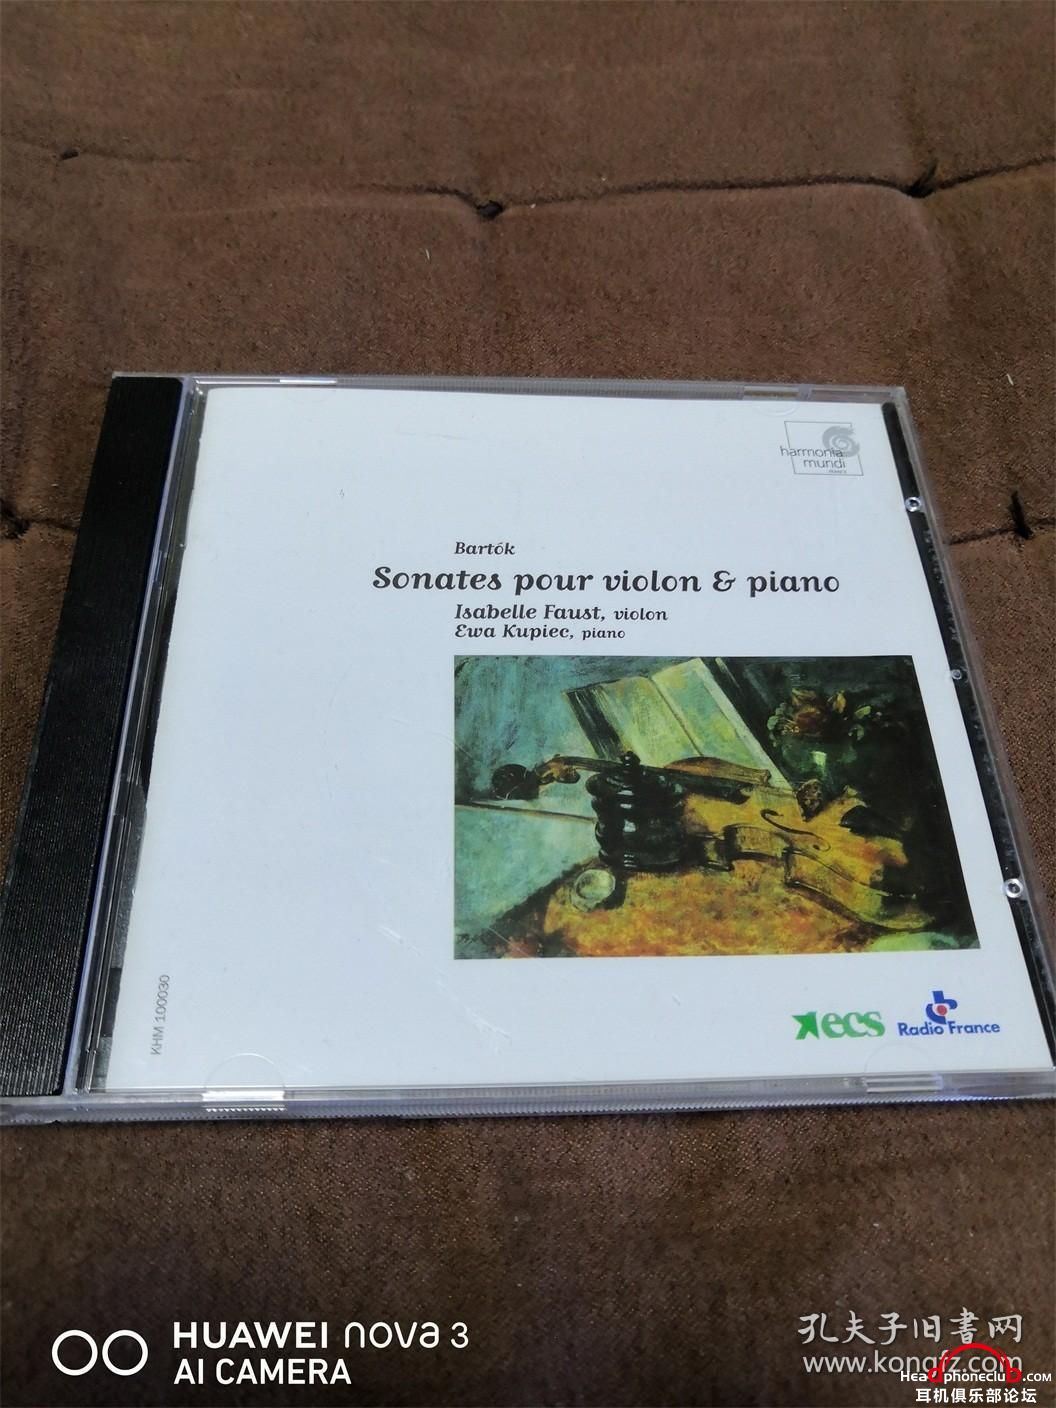 harmonia
mundi
Bartók
Sonates pour violon & piano
Isabelle Faust, violon
Ewa Kupiec, piano
KHM 100030
ecs
Radio France
HUAWEI nova 3
AI CAMERA
孔夫子旧书网
www.kongfz.com
Headphoneclub.com
耳机俱乐部论坛